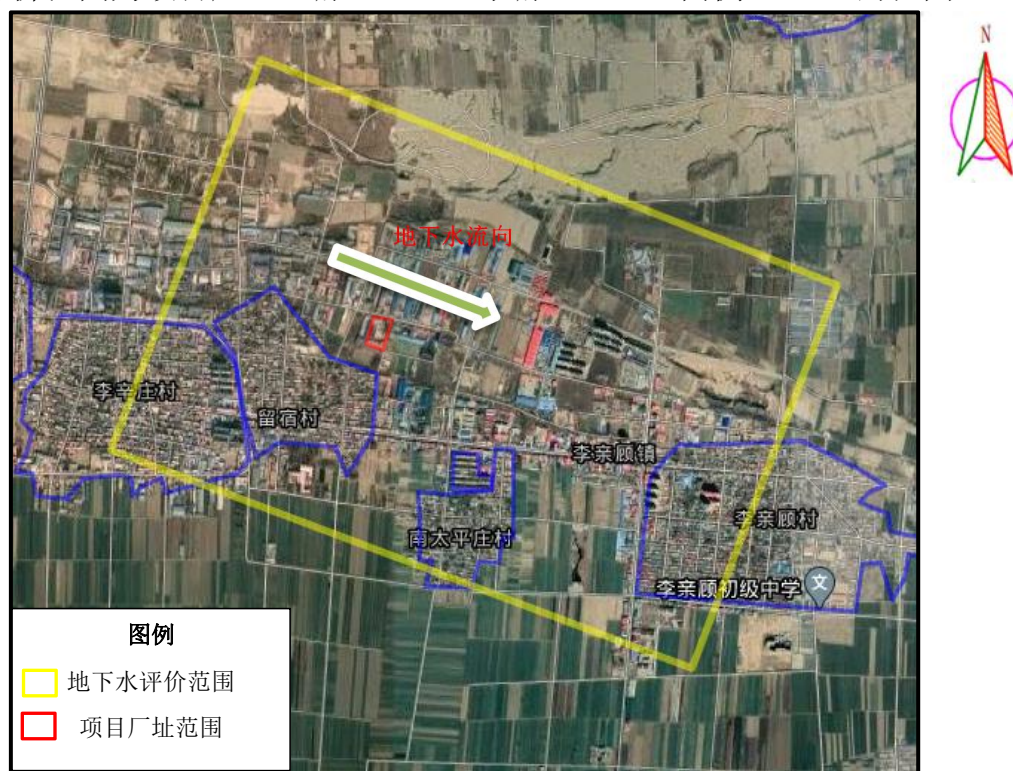 N
地下水流向
李辛庄村
留宿村
李亲顾镇
李亲顾村
南太平庄村
李亲顾初级中学
文
图例
地下水评价范围
项目厂址范围